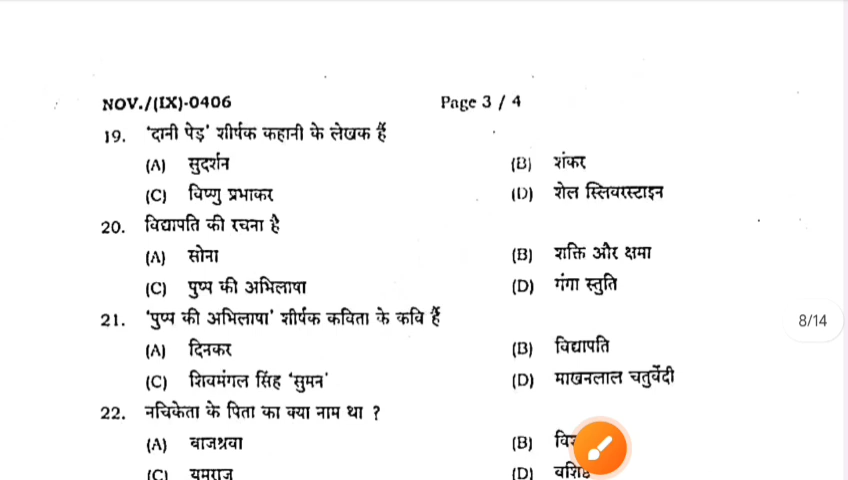 NOV./(IX)-0406 Page 3 / 4
19. 'दानी पेड़' शीर्षक कहानी के लेखक हैं
(A) सुदर्शन (B) शंकर
(C) विष्णु प्रभाकर (D) शेल स्लिवरस्टाइन
20. विद्यापति की रचना है
(A) सोना (B) शक्ति और क्षमा
(C) पुष्प की अभिलाषा (D) गंगा स्तुति
21. 'पुष्प की अभिलाषा' शीर्षक कविता के कवि हैं
8/14
(A) दिनकर (B) विद्यापति
(C) शिवमंगल सिंह 'सुमन' (D) माखनलाल चतुर्वेदी
22. नचिकेता के पिता का क्या नाम था ?
(A) बाजश्रवा (B)
(C) यमराज (D)